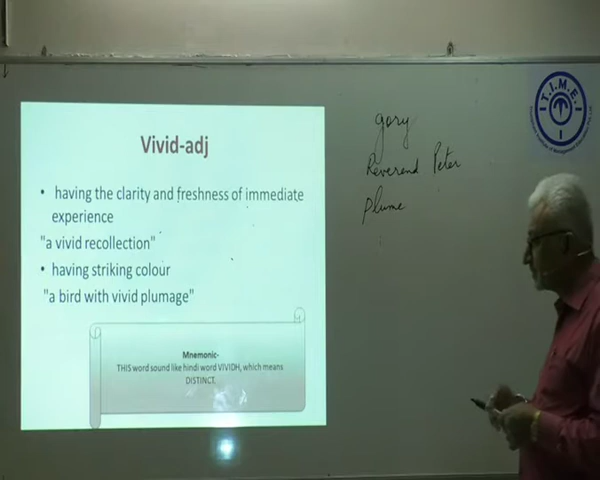 Vivid-adj
• having the clarity and freshness of immediate
experience
"a vivid recollection"
• having striking colour
"a bird with vivid plumage"
Mnemonic-
THIS word sound like hindi word VIVIDH, which means
DISTINCT.
gory
Reverend Peter
Plume
I.T.I.M.E.I